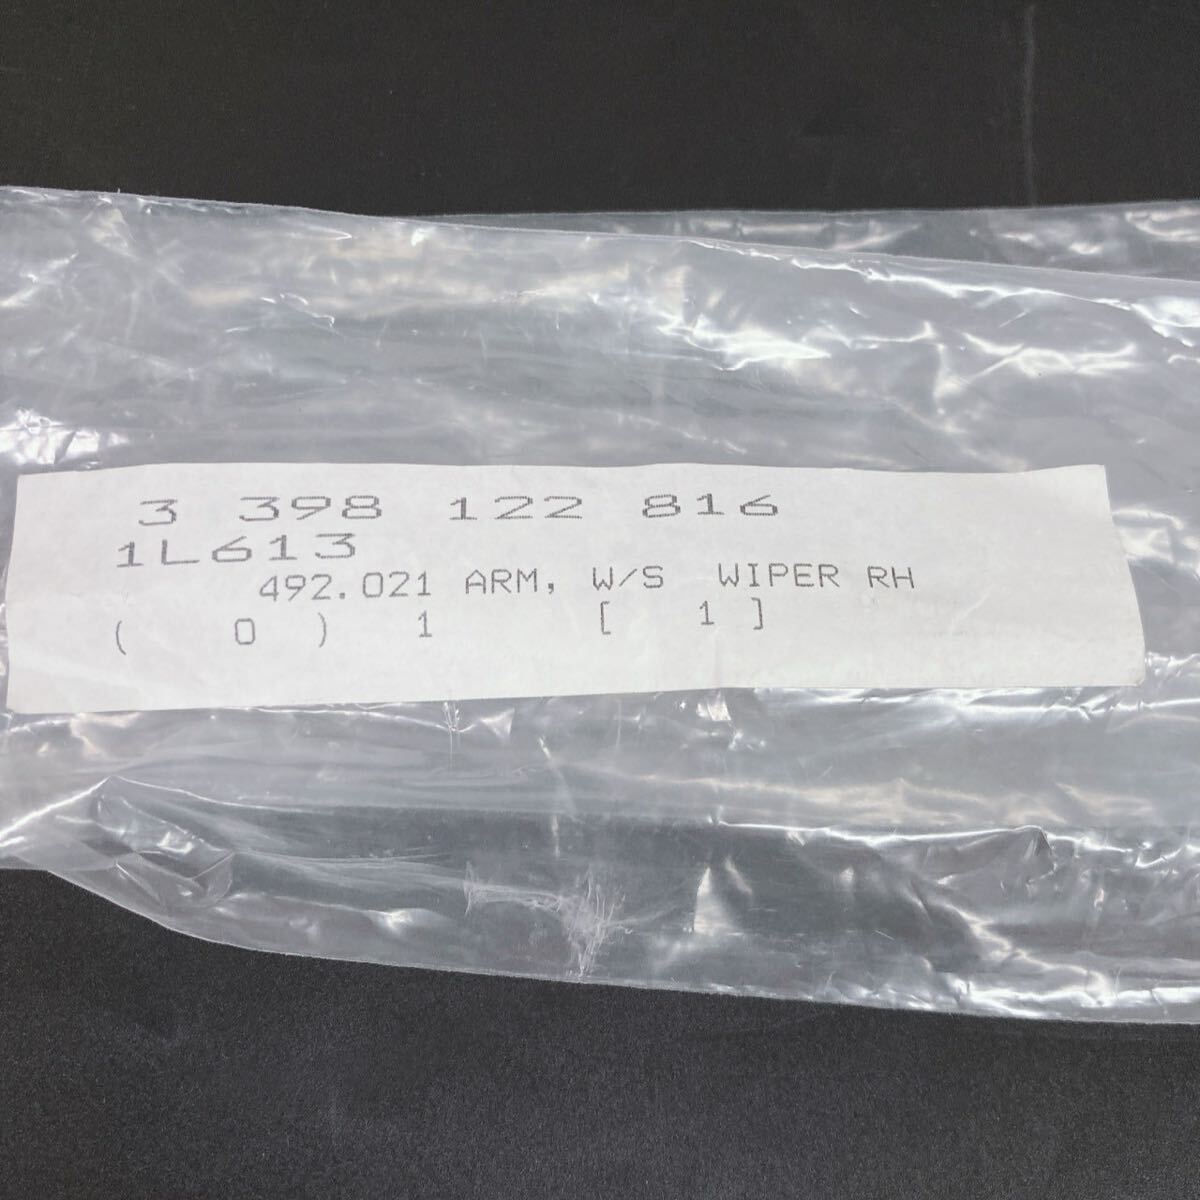 3 398 122 816
1L613
492.021 ARM, W/S WIPER RH
( 0 ) 1 [ 1 ]